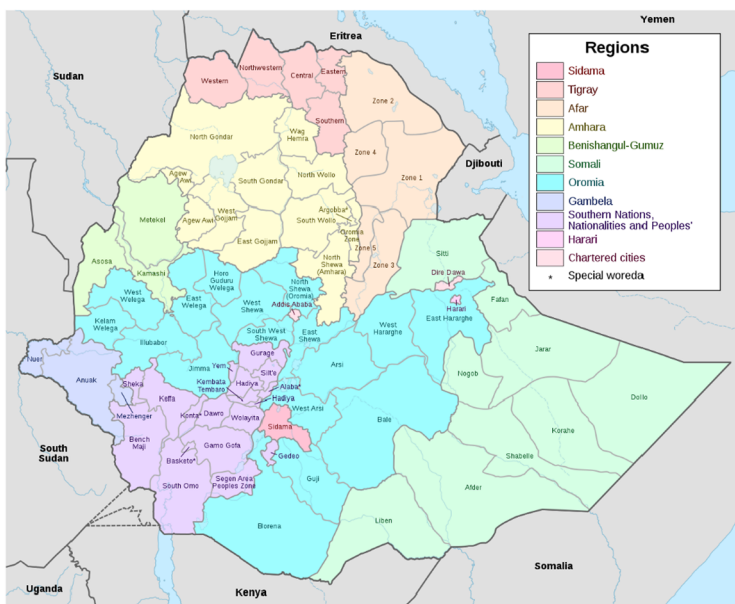 Yemen
Eritrea
Sudan
Regions
Sidama
Tigray
Afar
Amhara
Benishangul-Gumuz
Somali
Oromia
Gambela
Southern Nations,
Nationalities and Peoples'
Harari
Chartered cities
* Special woreda
Djibouti
Northwestern
Western
Central
Eastern
Southern
Zone 2
Zone 4
Zone 1
Zone 5
Zone 3
North Gondar
Wag
Hemra
Agew
Awi
South Gondar
North Wollo
West
Gojjam
Agew Awi
Argobba*
South Wollo
Oromia
Zone
East Gojjam
North
Shewa
(Amhara)
Metekel
Asosa
Kamashi
Sitti
Dire Dawa
Harari
Fafan
East Hararghe
West
Hararghe
Horo
Guduru
Welega
North
Shewa
(Oromia)
Addis Ababa
West
Welega
East
Welega
West
Shewa
Kelam
Welega
South West
Shewa
East
Shewa
Illubabor
Jimma
Arsi
Jarar
Nogob
Dollo
Korahe
Shabelle
Afder
Liben
Nuer
Anuak
Sheka
Mezhenger
Keffa
Yem
Gurage
Silt'e
Hadiya
Kembata
Tembaro
Alaba*
Hadiya
Konta*
Dawro
Wolayita
West Arsi
Sidama
Bale
Bench
Maji
Gamo Gofa
Basketo*
Gedeo
South Omo
Segen Area
Peoples Zone
Guji
Borena
South
Sudan
Somalia
Uganda
Kenya